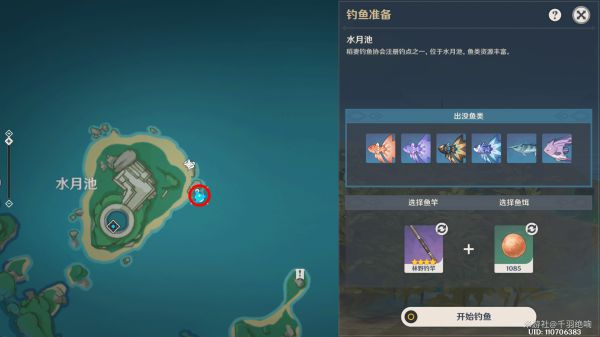 钓鱼准备
?
水月池
稻妻钓鱼协会注册钓点之一，位于水月池，鱼类资源丰富。
出没鱼类
水月池
选择鱼竿
选择鱼饵
林野钓竿
1085
开始钓鱼
米游社@千羽绝响
UID: 110706383